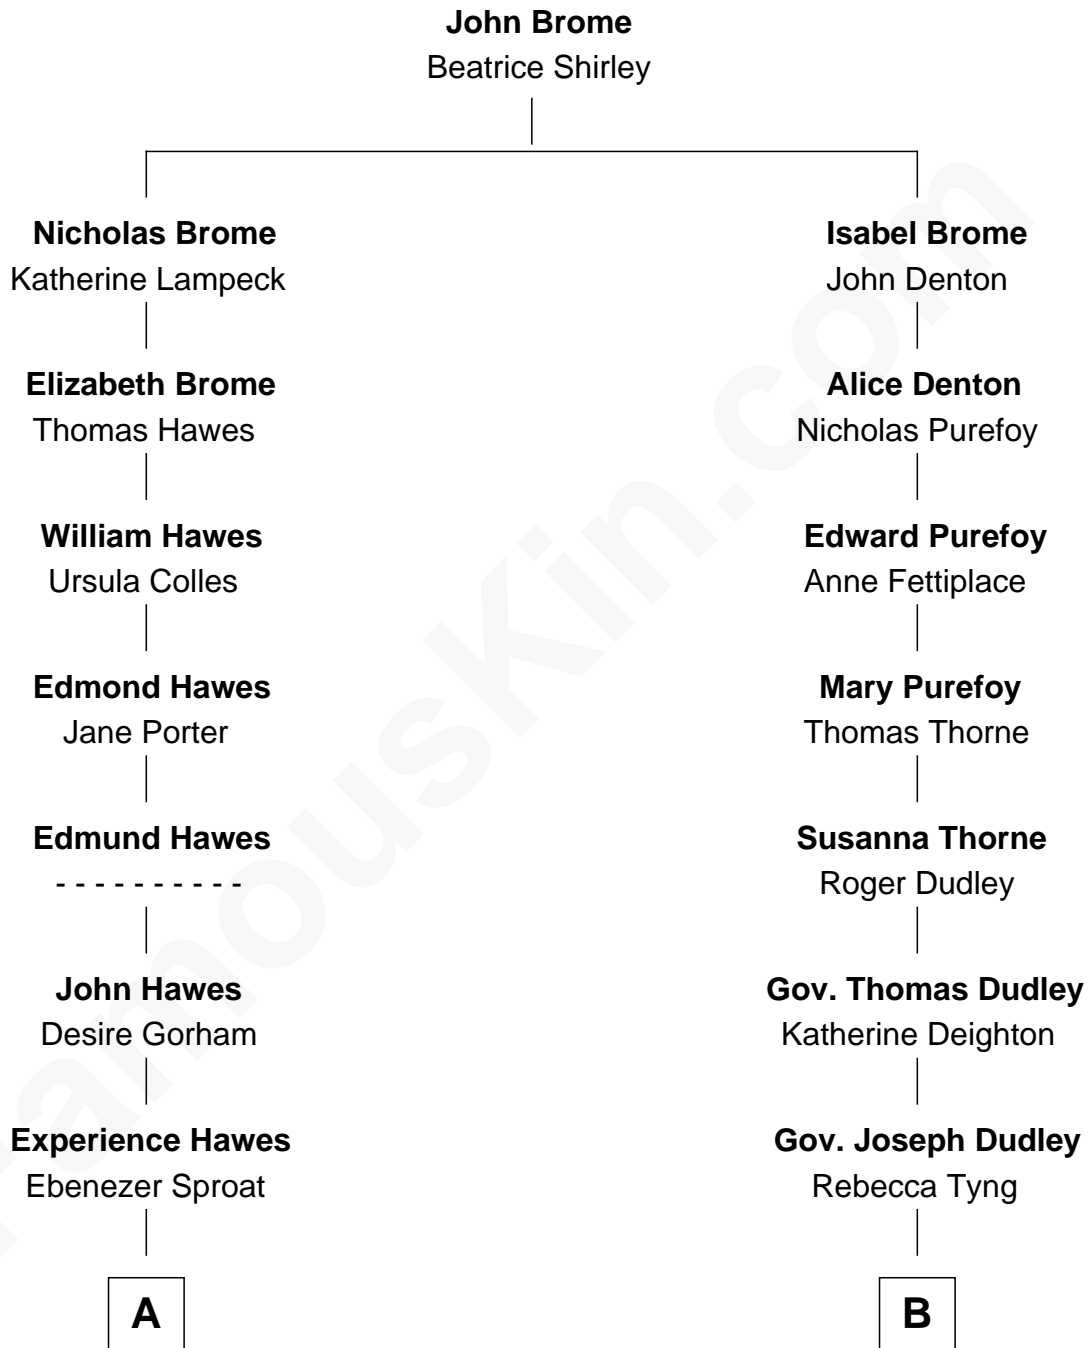 John Brome
Beatrice Shirley
Nicholas Brome
Katherine Lampeck
Isabel Brome
John Denton
Elizabeth Brome
Thomas Hawes
Alice Denton
Nicholas Purefoy
William Hawes
Ursula Colles
Edward Purefoy
Anne Fettiplace
Edmond Hawes
Jane Porter
Mary Purefoy
Thomas Thorne
Edmund Hawes
- - - - - - - - - -
Susanna Thorne
Roger Dudley
John Hawes
Desire Gorham
Gov. Thomas Dudley
Katherine Deighton
Experience Hawes
Ebenezer Sproat
Gov. Joseph Dudley
Rebecca Tyng
A
B
FamousKin.com